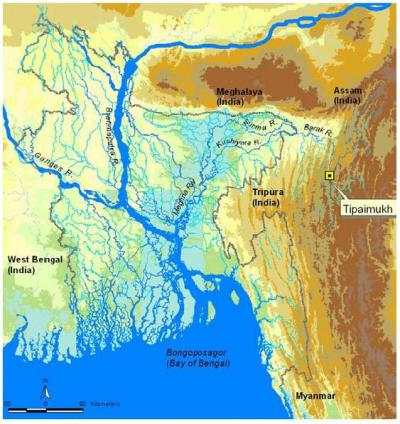 Meghalaya
(India)
Assam
(India)
Brahmaputra R.
Surma R.
Barak R.
Kushiyara R.
Ganges R.
Meghna R.
Tripura
(India)
Tipaimukh
West Bengal
(India)
Bongoposagor
(Bay of Bengal)
N
Kilometers
Myanmar